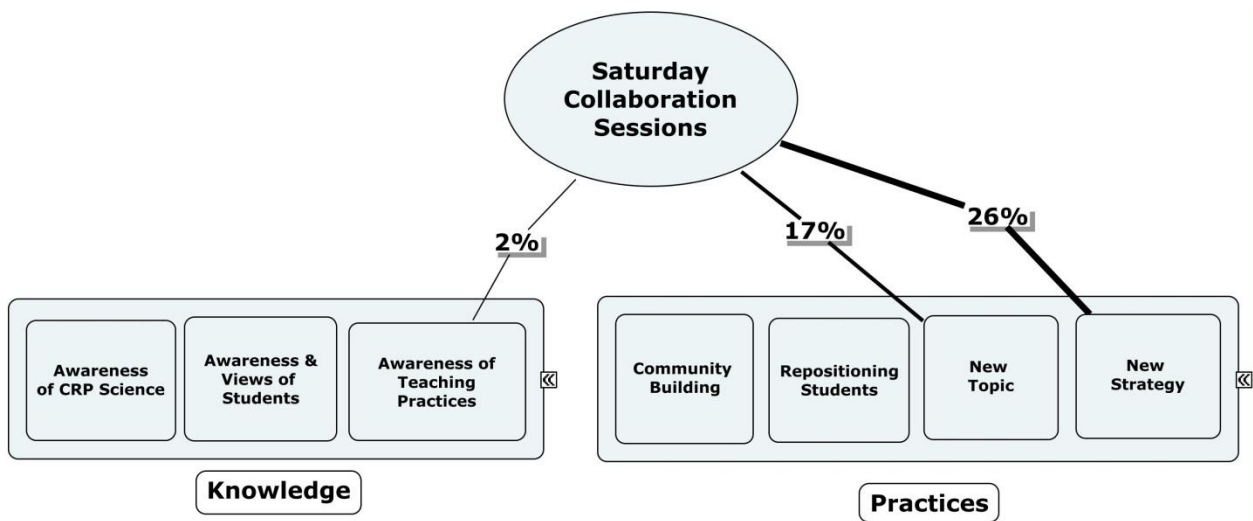 Saturday
Collaboration
Sessions
2%
17%
26%
Awareness
of CRP Science
Awareness &
Views of
Students
Awareness of
Teaching
Practices
Community
Building
Repositioning
Students
New
Topic
New
Strategy
Knowledge
Practices